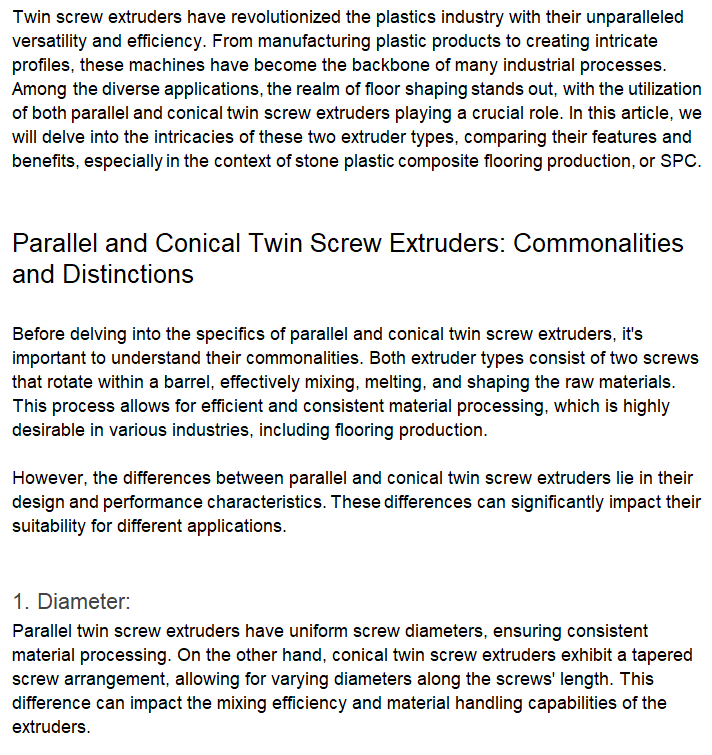 Twin screw extruders have revolutionized the plastics industry with their unparalleled
versatility and efficiency. From manufacturing plastic products to creating intricate
profiles, these machines have become the backbone of many industrial processes.
Among the diverse applications, the realm of floor shaping stands out, with the utilization
of both parallel and conical twin screw extruders playing a crucial role. In this article, we
will delve into the intricacies of these two extruder types, comparing their features and
benefits, especially in the context of stone plastic composite flooring production, or SPC.
Parallel and Conical Twin Screw Extruders: Commonalities
and Distinctions
Before delving into the specifics of parallel and conical twin screw extruders, it's
important to understand their commonalities. Both extruder types consist of two screws
that rotate within a barrel, effectively mixing, melting, and shaping the raw materials.
This process allows for efficient and consistent material processing, which is highly
desirable in various industries, including flooring production.
However, the differences between parallel and conical twin screw extruders lie in their
design and performance characteristics. These differences can significantly impact their
suitability for different applications.
1. Diameter:
Parallel twin screw extruders have uniform screw diameters, ensuring consistent
material processing. On the other hand, conical twin screw extruders exhibit a tapered
screw arrangement, allowing for varying diameters along the screws' length. This
difference can impact the mixing efficiency and material handling capabilities of the
extruders.